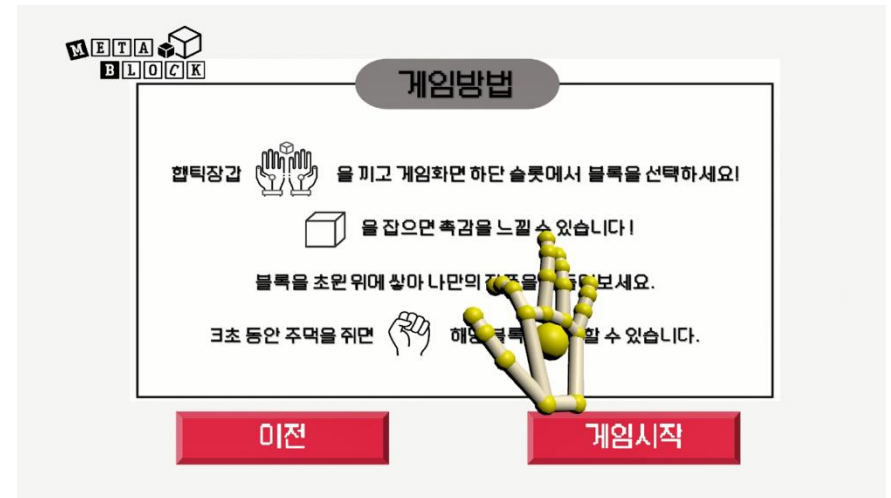 META
BLOCK
게임방법
햅틱장갑 을 끼고 게임화면 하단 슬롯에서 블록을 선택하세요!
을 잡으면 촉감을 느낄 수 있습니다!
블록을 초원 위에 쌓아 나만의 보세요.
3초 동안 주먹을 쥐면 할 수 있습니다.
이전
게임시작